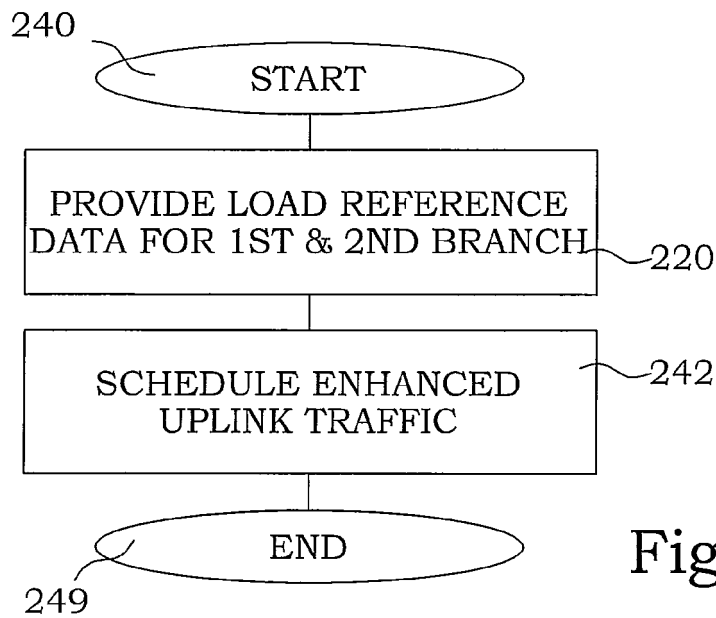 240
START
PROVIDE LOAD REFERENCE
DATA FOR 1ST & 2ND BRANCH
220
SCHEDULE ENHANCED
UPLINK TRAFFIC
242
END
249
Fig